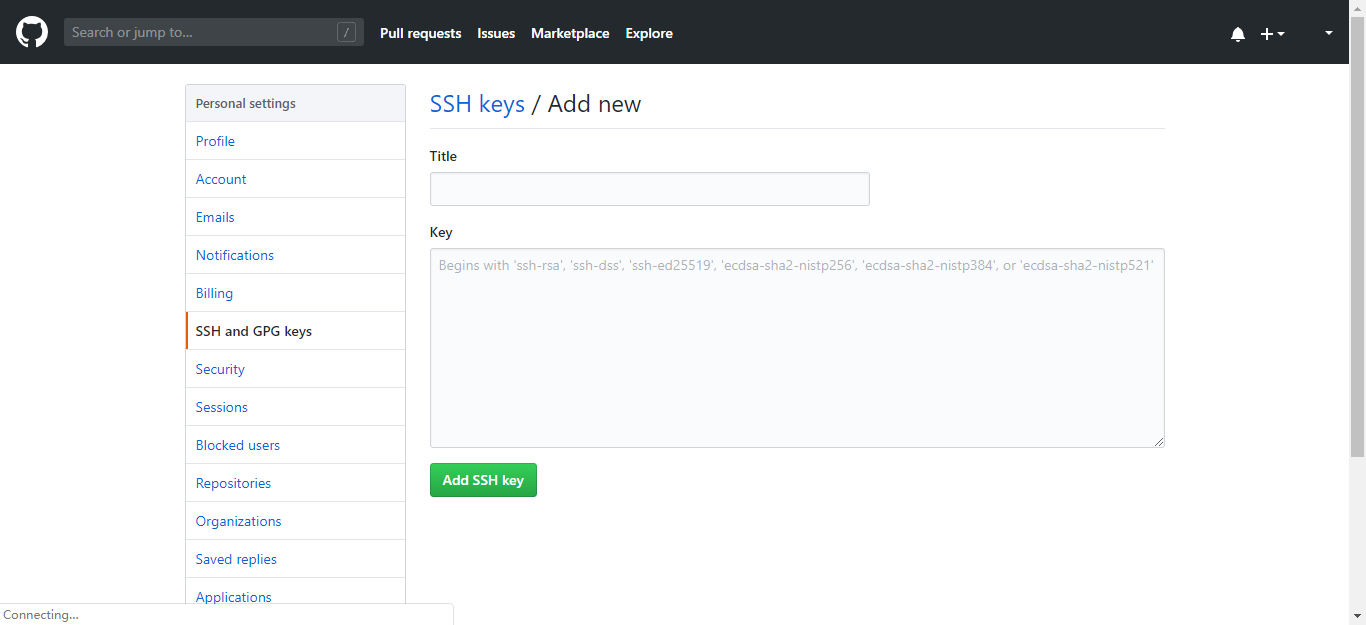 Search or jump to... /
Pull requests Issues Marketplace Explore
Personal settings
Profile
Account
Emails
Notifications
Billing
SSH and GPG keys
Security
Sessions
Blocked users
Repositories
Organizations
Saved replies
Applications
SSH keys / Add new
Title
Key
Begins with 'ssh-rsa', 'ssh-dss', 'ssh-ed25519', 'ecdsa-sha2-nistp256', 'ecdsa-sha2-nistp384', or 'ecdsa-sha2-nistp521'
Add SSH key
Connecting...